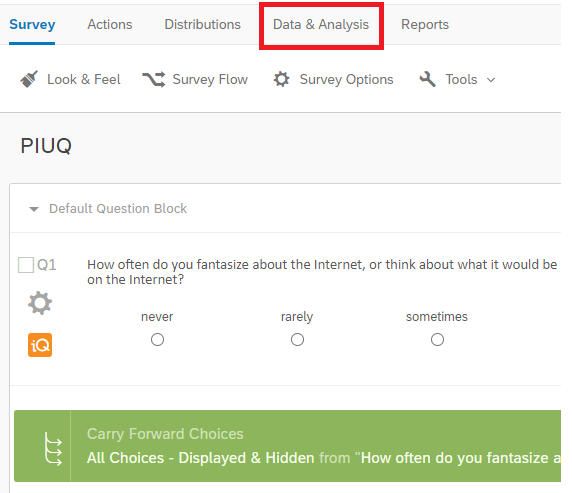 Survey Actions Distributions Data & Analysis Reports
Look & Feel Survey Flow Survey Options Tools
PIUQ
Default Question Block
Q1 How often do you fantasize about the Internet, or think about what it would be
on the Internet?
never rarely sometimes
iQ
Carry Forward Choices
All Choices - Displayed & Hidden from "How often do you fantasize a